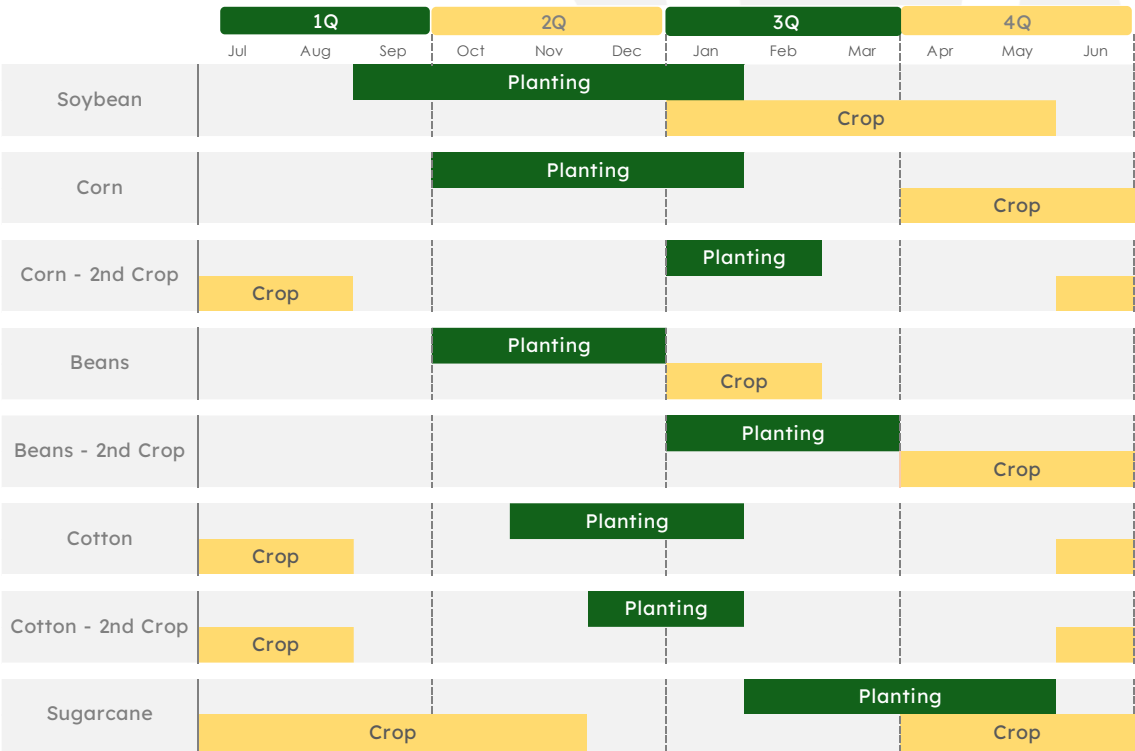 1Q 2Q 3Q 4Q
Jul Aug Sep Oct Nov Dec Jan Feb Mar Apr May Jun
Soybean
Planting
Crop
Corn
Planting
Crop
Corn - 2nd Crop
Planting
Crop
Beans
Planting
Crop
Beans - 2nd Crop
Planting
Crop
Cotton
Planting
Crop
Cotton - 2nd Crop
Planting
Crop
Sugarcane
Planting
Crop Crop